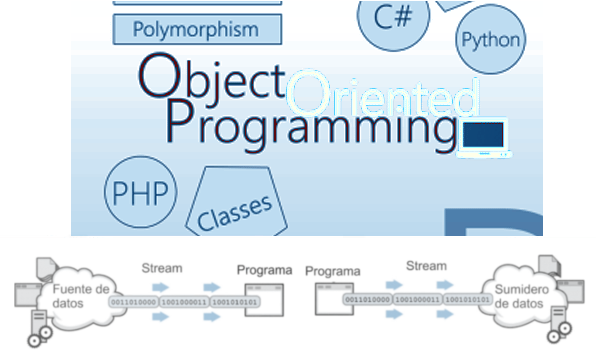 Polymorphism
C#
Python
Object Oriented
Programming
PHP
Classes
Stream
Programa
Fuente de
datos
0011010000 1001000011 1001010101
Programa
Stream
Sumidero
de datos
0011010000 1001000011 1001010101